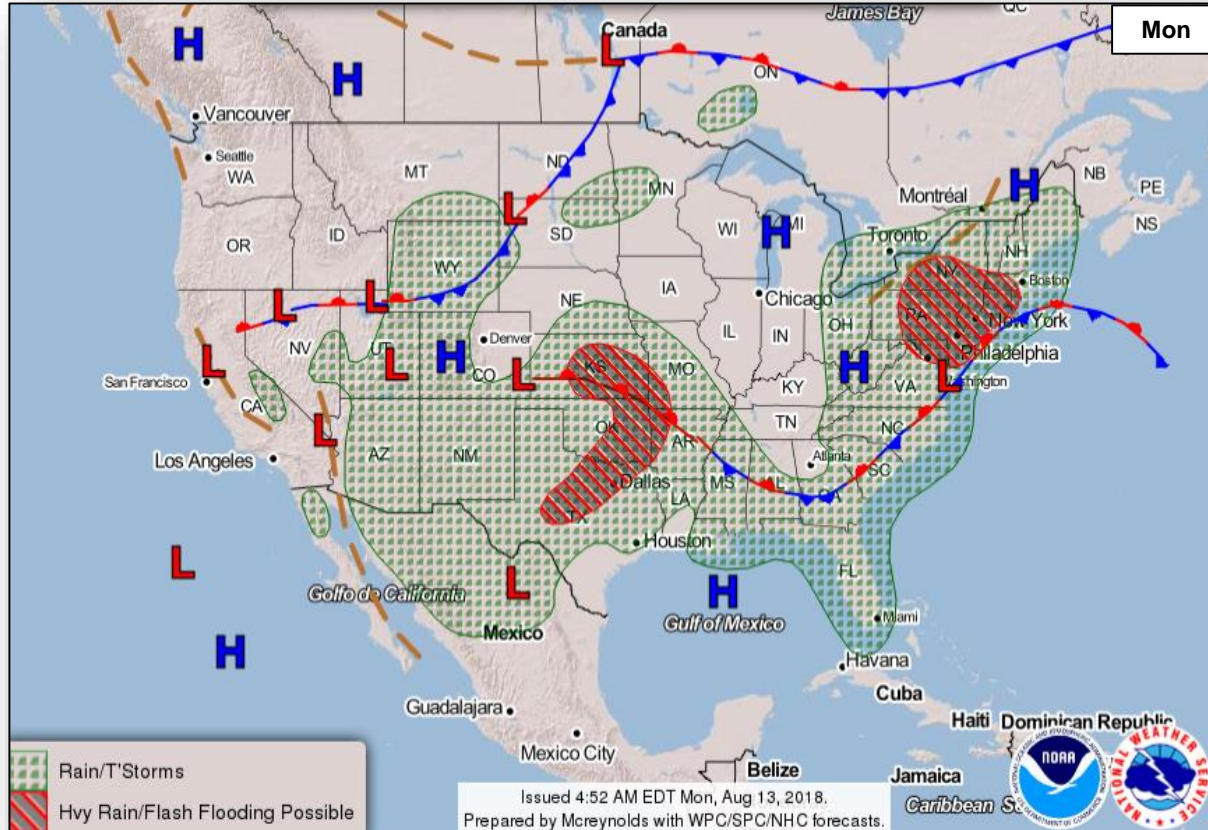 James Bay
QC
Mon
Canada
L
H
H
ON
Vancouver
Seattle
WA
MT
ND
MN
Montréal
NB
PE
NS
H
L
OR
ID
SD
WI
H
MI
Toronto
NH
WY
NY
Boston
L
L
NE
IA
Chicago
PA
New York
NV
UT
Denver
IL
IN
OH
Philadelphia
L
L
H
CO
L
KS
MO
H
L
Washington
San Francisco
CA
KY
VA
L
TN
NC
Los Angeles
AZ
NM
OK
AR
Atlanta
SC
Dallas
MS
AL
GA
LA
TX
Houston
L
FL
Golfo de California
L
H
Gulf of Mexico
Miami
H
Mexico
Havana
Cuba
Guadalajara
Haiti
Dominican Republic
Mexico City
Belize
Jamaica
Caribbean
Rain/T'Storms
Hvy Rain/Flash Flooding Possible
Issued 4:52 AM EDT Mon, Aug 13, 2018.
Prepared by Mcreynolds with WPC/SPC/NHC forecasts.
NOAA
NATIONAL WEATHER SERVICE